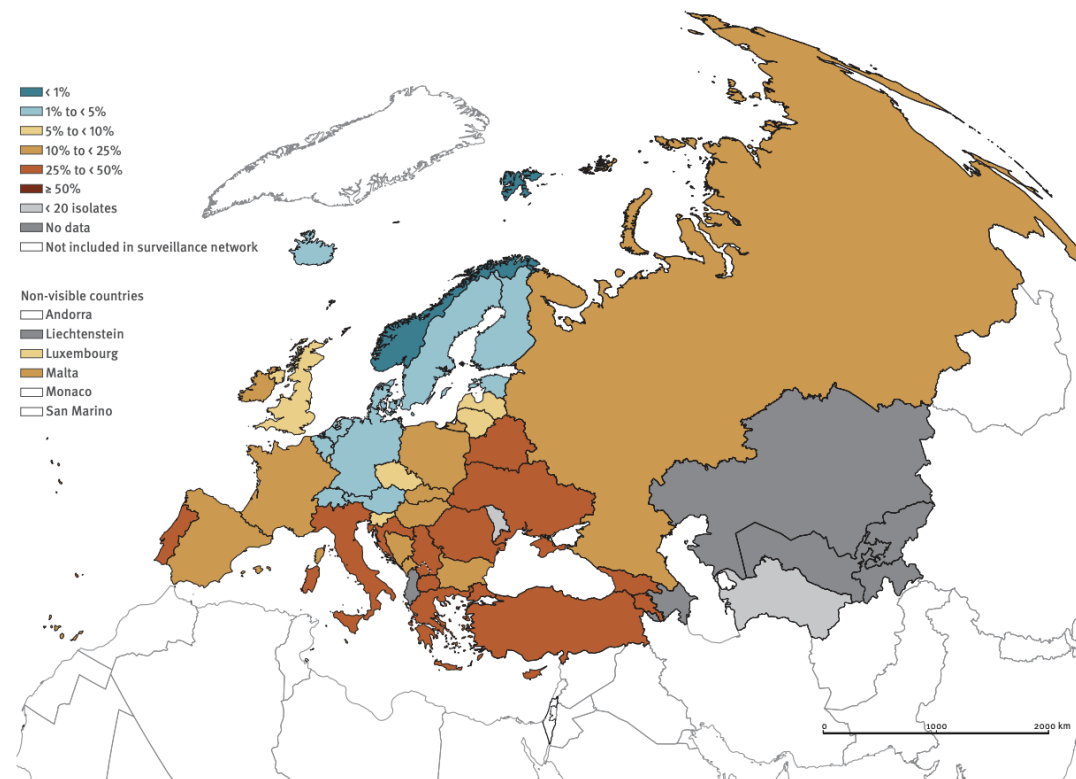 < 1%
1% to < 5%
5% to < 10%
10% to < 25%
25% to < 50%
≥ 50%
< 20 isolates
No data
Not included in surveillance network
Non-visible countries
Andorra
Liechtenstein
Luxembourg
Malta
Monaco
San Marino
0 1000 2000 km